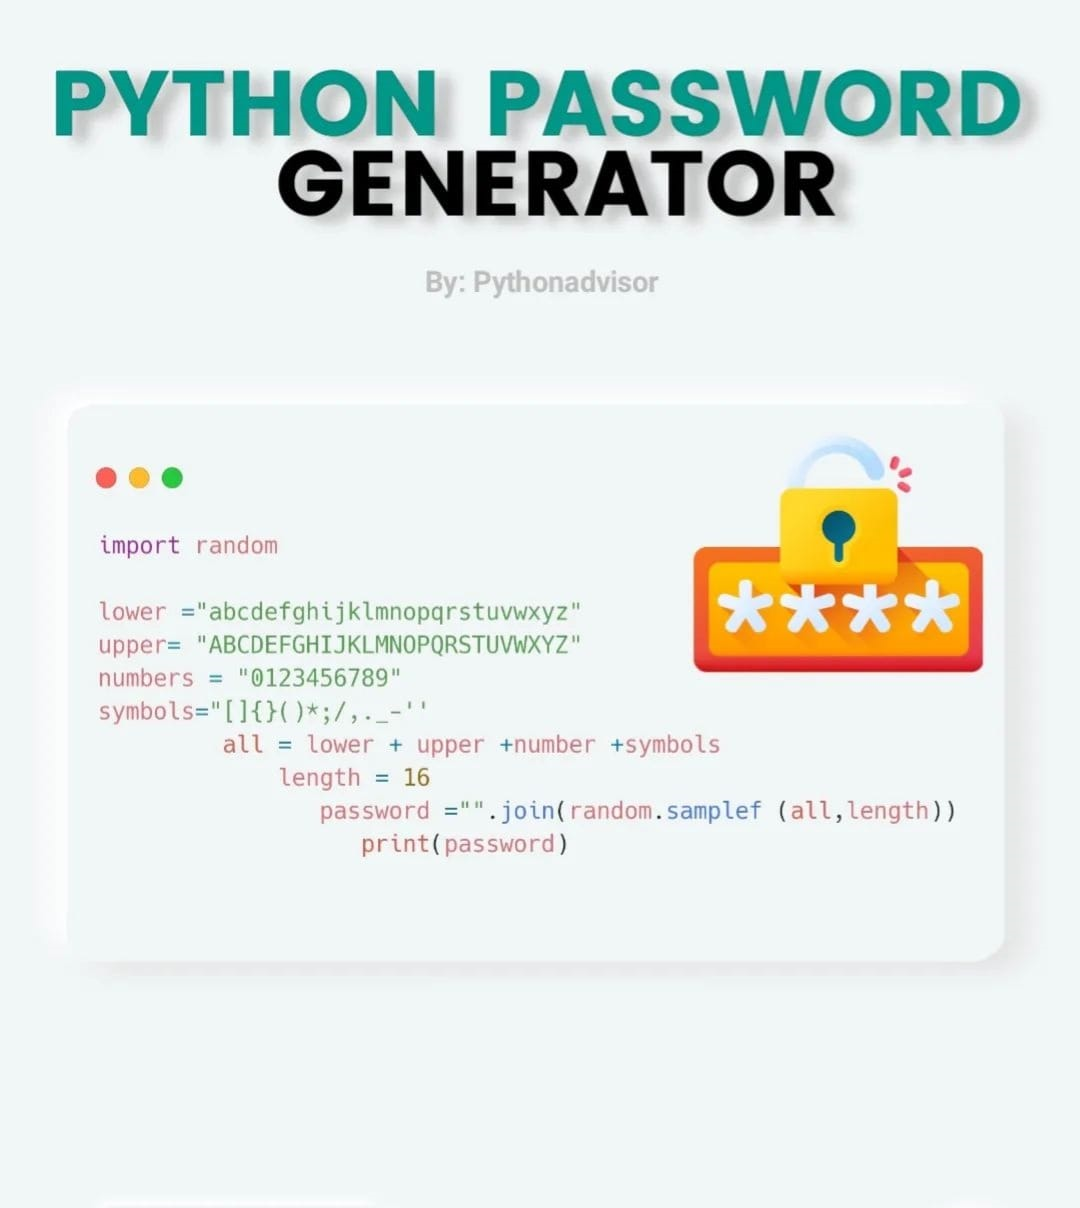 PYTHON PASSWORD
GENERATOR
By: Pythonadvisor
import random
lower ="abcdefghijklmnopqrstuvwxyz"
upper= "ABCDEFGHIJKLMNOPQRSTUVWXYZ"
numbers = "0123456789"
symbols="[]{}()*;/,._-''
all = lower + upper +number +symbols
length = 16
password ="".join(random.samplef (all,length))
print(password)